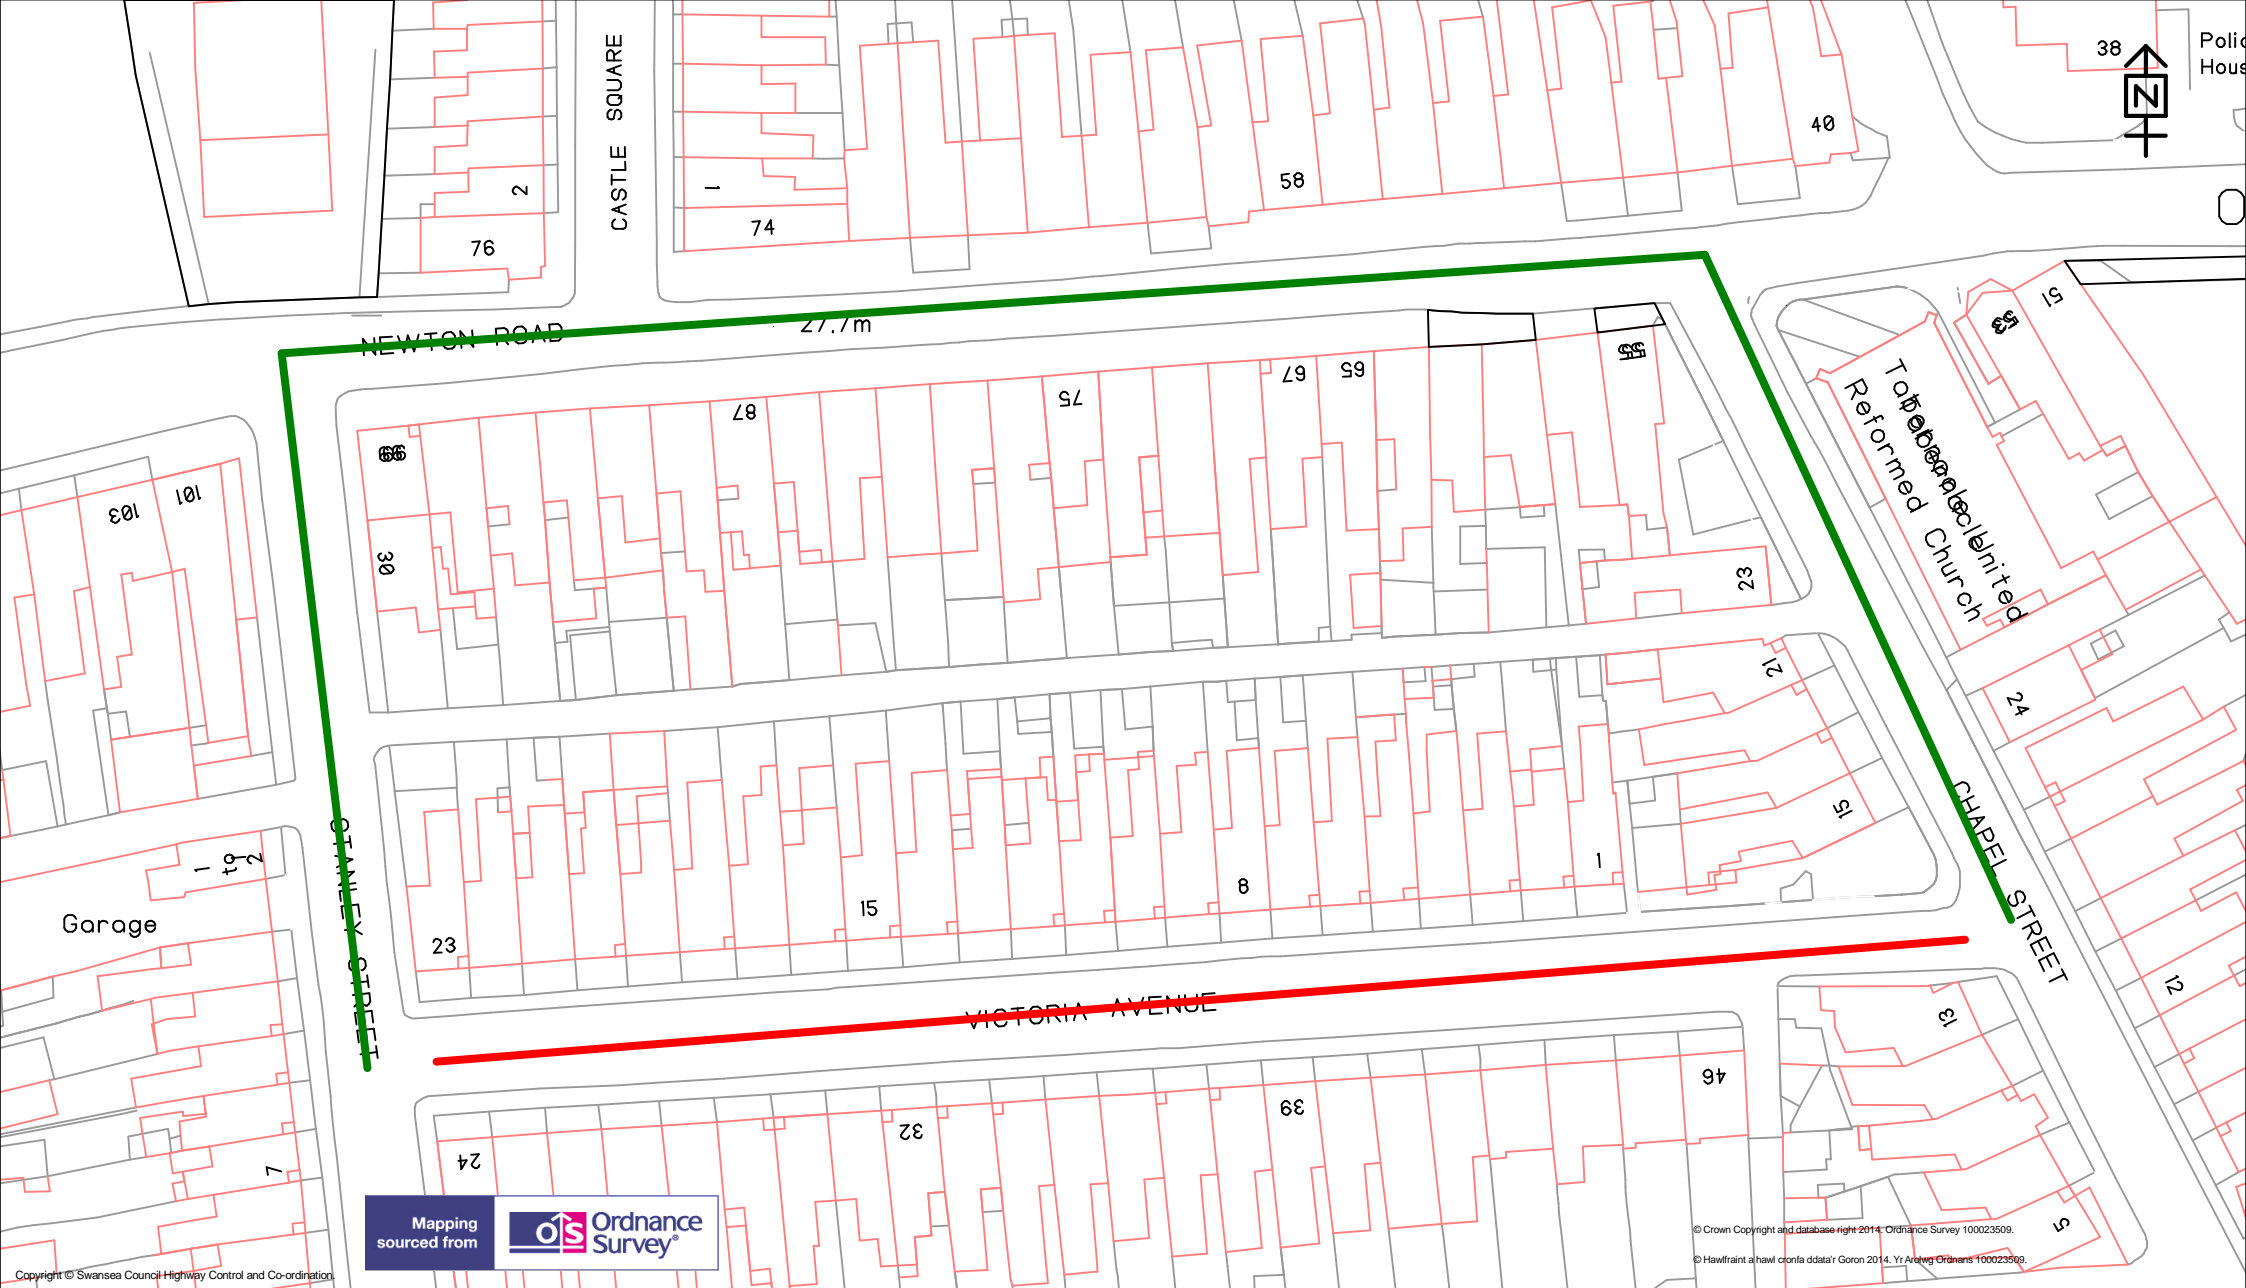 38
Polic
Hous
N
CASTLE SQUARE
2
1
40
58
74
76
O
NEWTON ROAD
27.7m
51
53
55
87
75
67
65
99
Tabernacle United
Reformed Church
103
101
30
23
21
24
15
STANLEY STREET
CHAPEL STREET
1
to
2
Garage
23
15
8
1
12
VICTORIA AVENUE
13
46
39
32
24
7
5
Mapping
sourced from
OS Ordnance
Survey®
© Crown Copyright and database right 2014. Ordnance Survey 100023509.
© Hawlfraint a hawl cronfa ddata'r Goron 2014. Yr Arolwg Ordnans 100023509.
Copyright © Swansea Council Highway Control and Co-ordination.